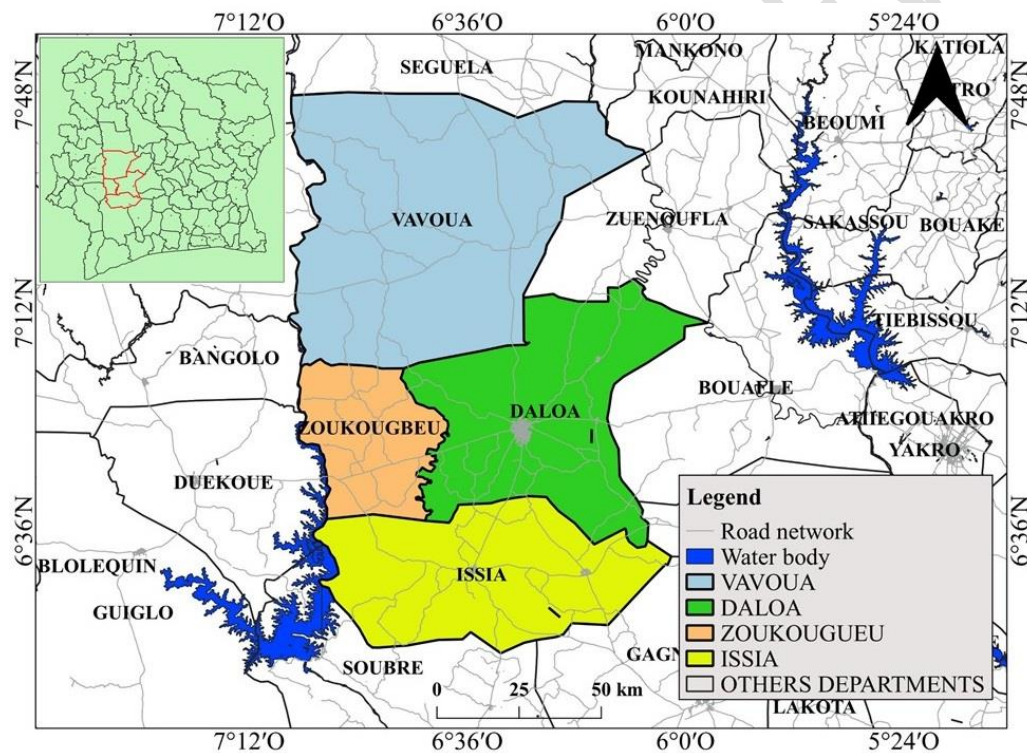 7°12'O 6°36'O 6°0'O 5°24'O
7°48'N
7°48'N
SEGUELA
MANKONO
KATIOLA
KOUNAHIRI
TRO
BEOUMI
VAVOUA
ZUENOUFLA
SAKASSOU
BOUAKE
7°12'N
7°12'N
TIEBISSOU
BANGOLO
BOUAFLE
DALOA
ATIIEGOUAKRO
ZOUKOUGBEU
YAKRO
DUEKOUE
6°36'N
6°36'N
BLOLEQUIN
ISSIA
GUIGLO
SOUBRE
GAGN
LAKOTA
Legend
Road network
Water body
VAVOUA
DALOA
ZOUKOUGUEU
ISSIA
OTHERS DEPARTMENTS
0 25 50 km
7°12'O 6°36'O 6°0'O 5°24'O